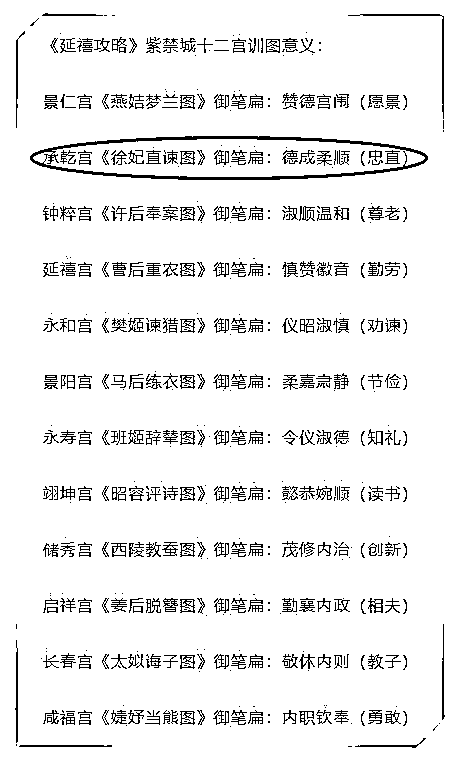 《延禧攻略》紫禁城十二宫训图意义：
景仁宫《燕姞梦兰图》御笔扁：赞德宫闱（愿景）
承乾宫《徐妃直谏图》御笔扁：德成柔顺（忠直）
钟粹宫《许后奉案图》御笔扁：淑顺温和（尊老）
延禧宫《曹后重农图》御笔扁：慎赞徽音（勤劳）
永和宫《樊姬谏猎图》御笔扁：仪昭淑慎（劝谏）
景阳宫《马后练衣图》御笔扁：柔嘉肃静（节俭）
永寿宫《班姬辞辇图》御笔扁：令仪淑德（知礼）
翊坤宫《昭容评诗图》御笔扁：懿恭婉顺（读书）
储秀宫《西陵教蚕图》御笔扁：茂修内治（创新）
启祥宫《姜后脱簪图》御笔扁：勤襄内政（相夫）
长春宫《太姒诲子图》御笔扁：敬休内则（教子）
咸福宫《婕妤当熊图》御笔扁：内职钦奉（勇敢）